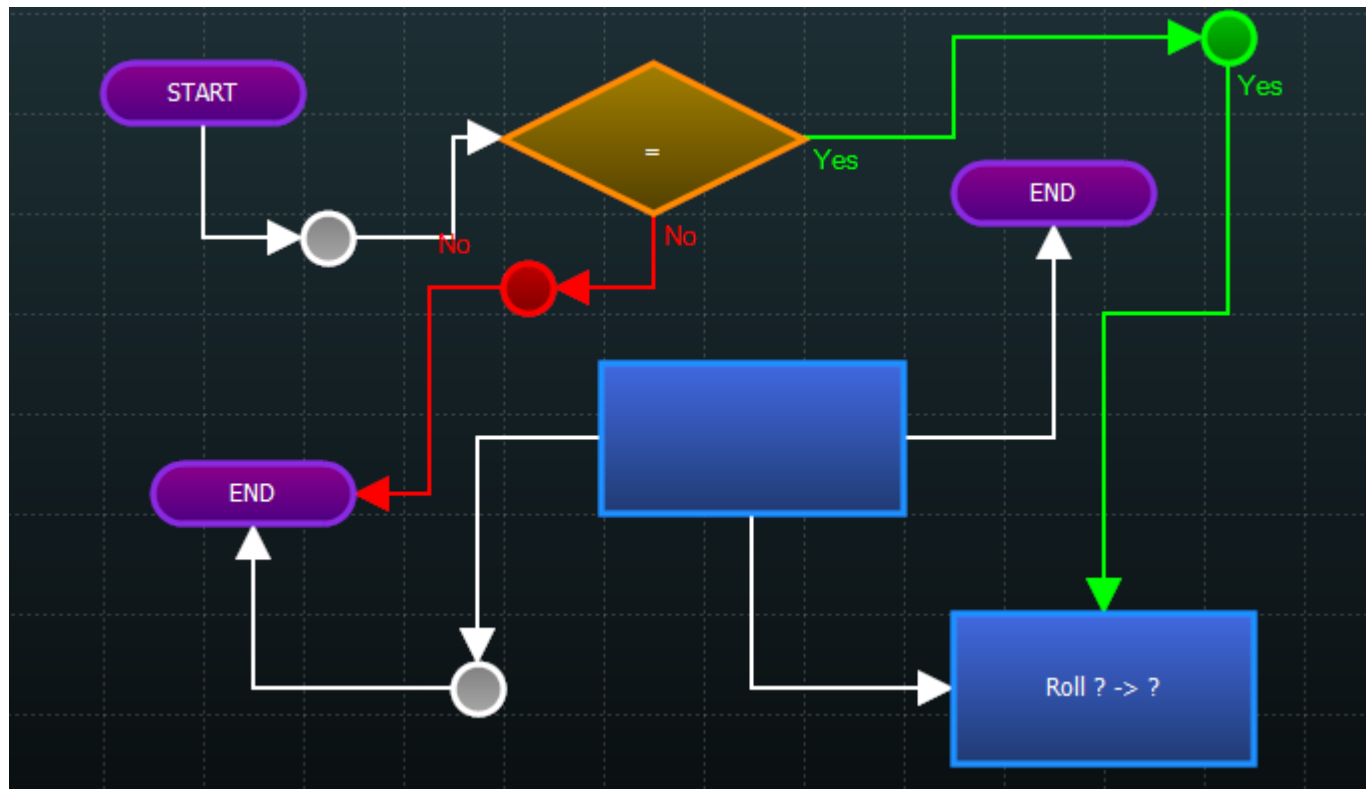 START
=
Yes
Yes
END
No
No
END
Roll ? -> ?